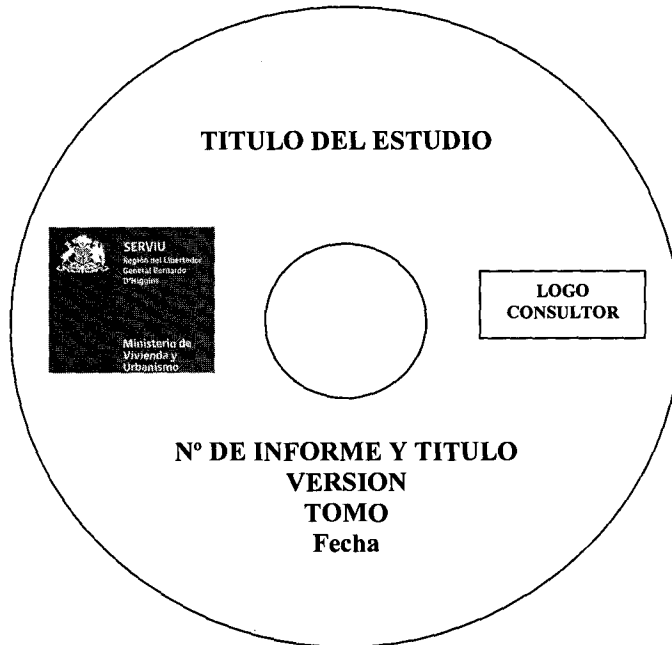 TITULO DEL ESTUDIO
SERVIU
Región del Libertador
General Bernardo
O'Higgins
Ministerio de
Vivienda y
Urbanismo
LOGO
CONSULTOR
Nº DE INFORME Y TITULO
VERSION
TOMO
Fecha